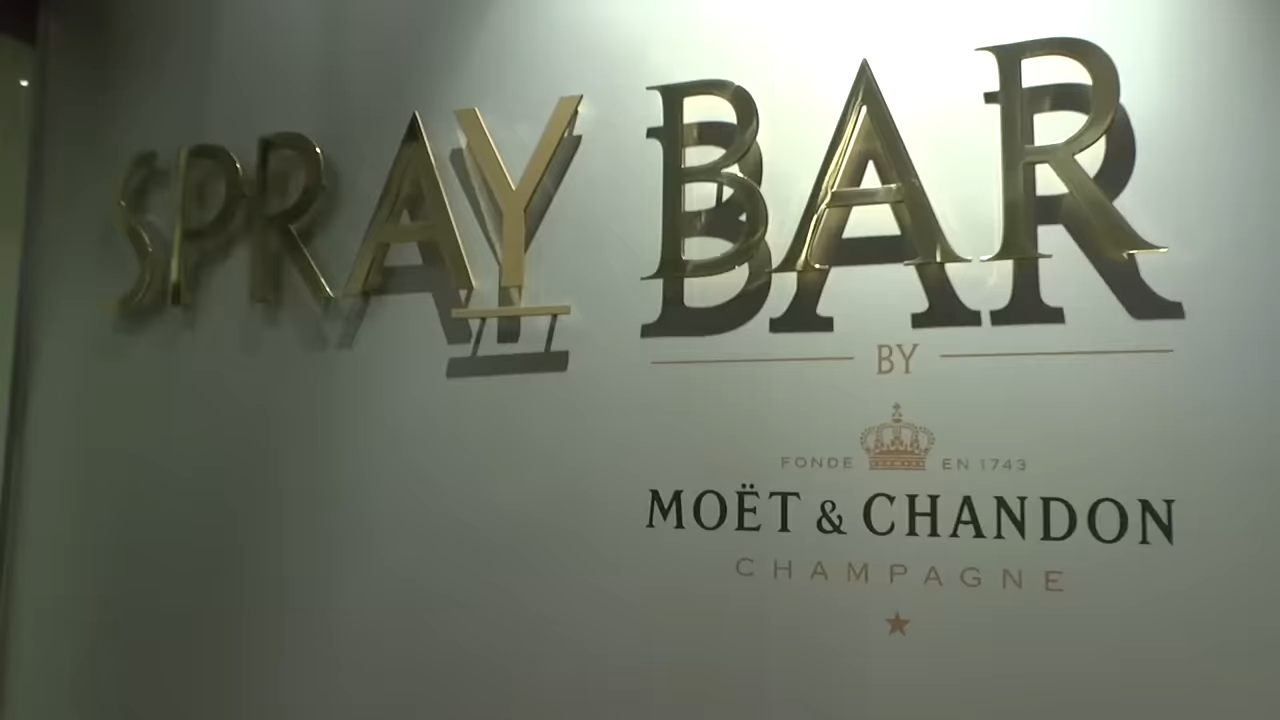 SPRAY BAR
BY
FONDE EN 1743
MOËT & CHANDON
CHAMPAGNE